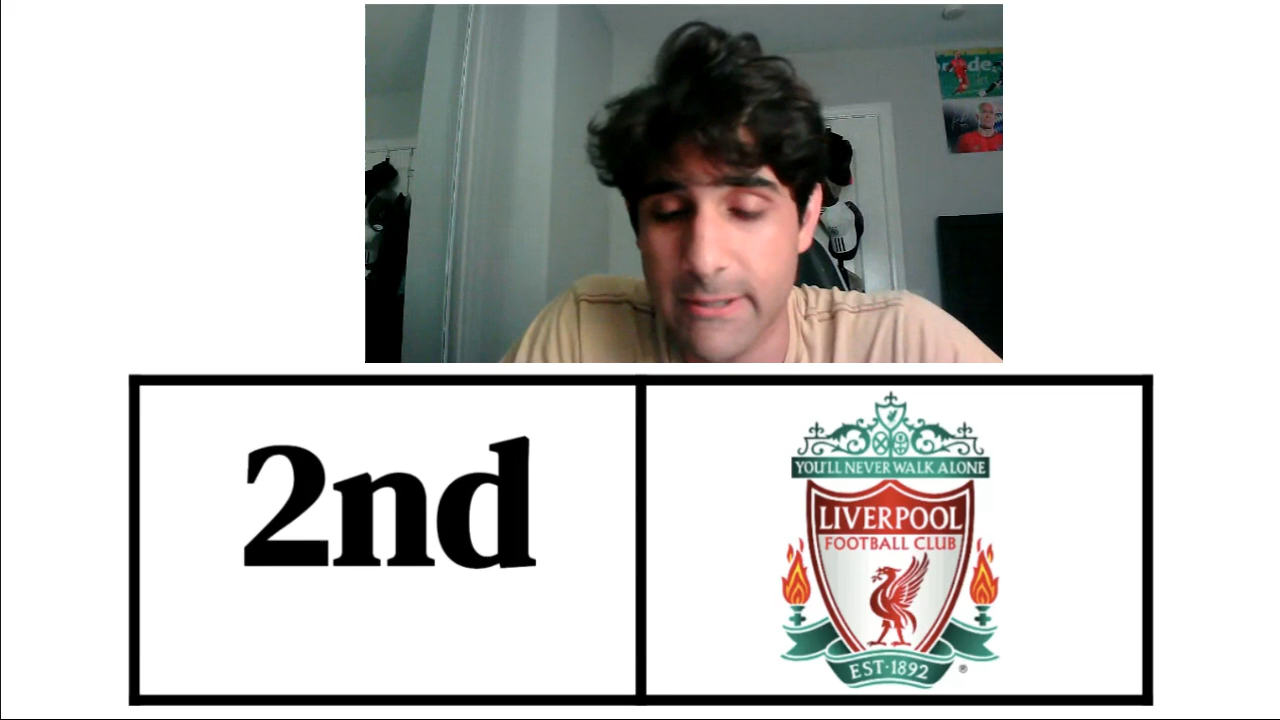 2nd
YOU'LL NEVER WALK ALONE
LIVERPOOL
FOOTBALL CLUB
EST·1892
®